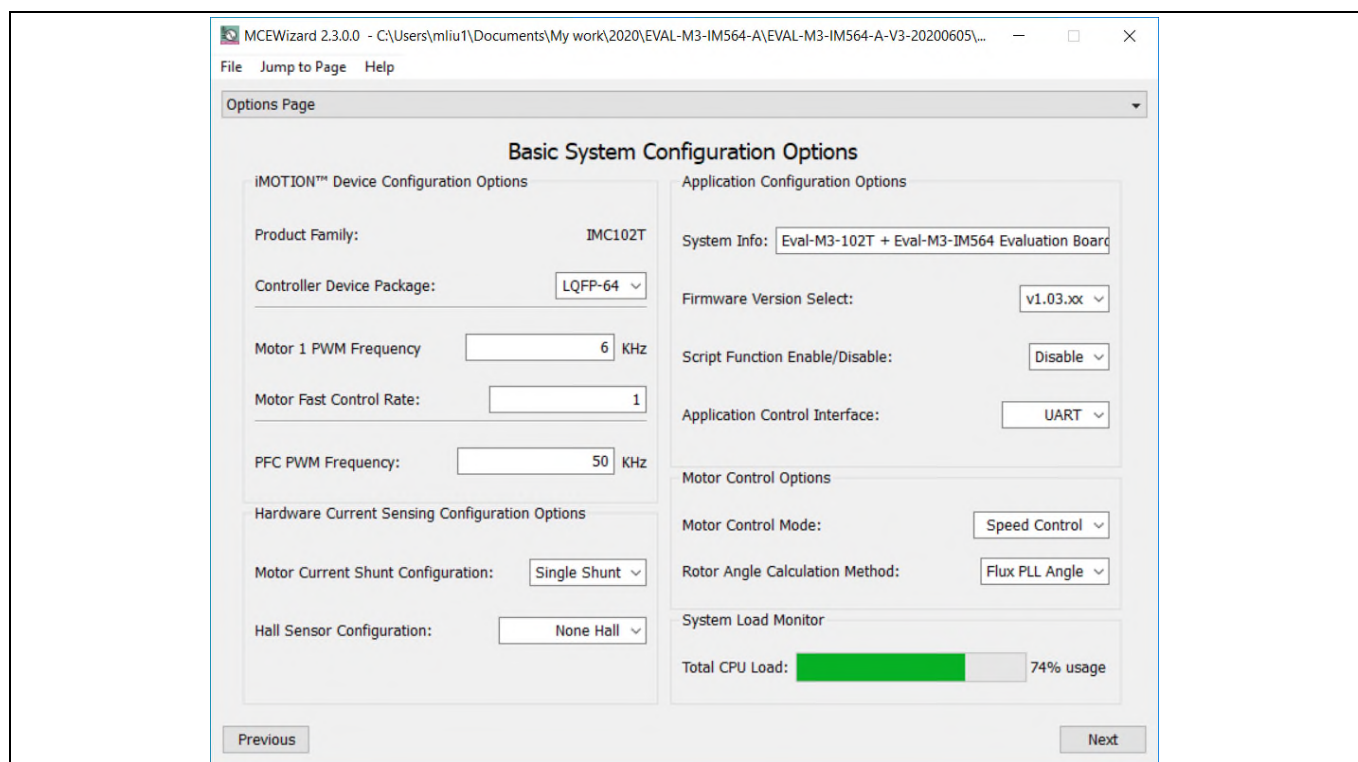 MCEWizard 2.3.0.0 - C:\Users\mliu1\Documents\My work\2020\EVAL-M3-IM564-A\EVAL-M3-IM564-A-V3-20200605\...
File Jump to Page Help
Options Page
Basic System Configuration Options
iMOTION™ Device Configuration Options
Product Family: IMC102T
Controller Device Package: LQFP-64
Motor 1 PWM Frequency 6 KHz
Motor Fast Control Rate: 1
PFC PWM Frequency: 50 KHz
Hardware Current Sensing Configuration Options
Motor Current Shunt Configuration: Single Shunt
Hall Sensor Configuration: None Hall
Application Configuration Options
System Info: Eval-M3-102T + Eval-M3-IM564 Evaluation Board
Firmware Version Select: v1.03.xx
Script Function Enable/Disable: Disable
Application Control Interface: UART
Motor Control Options
Motor Control Mode: Speed Control
Rotor Angle Calculation Method: Flux PLL Angle
System Load Monitor
Total CPU Load: 74% usage
Previous Next